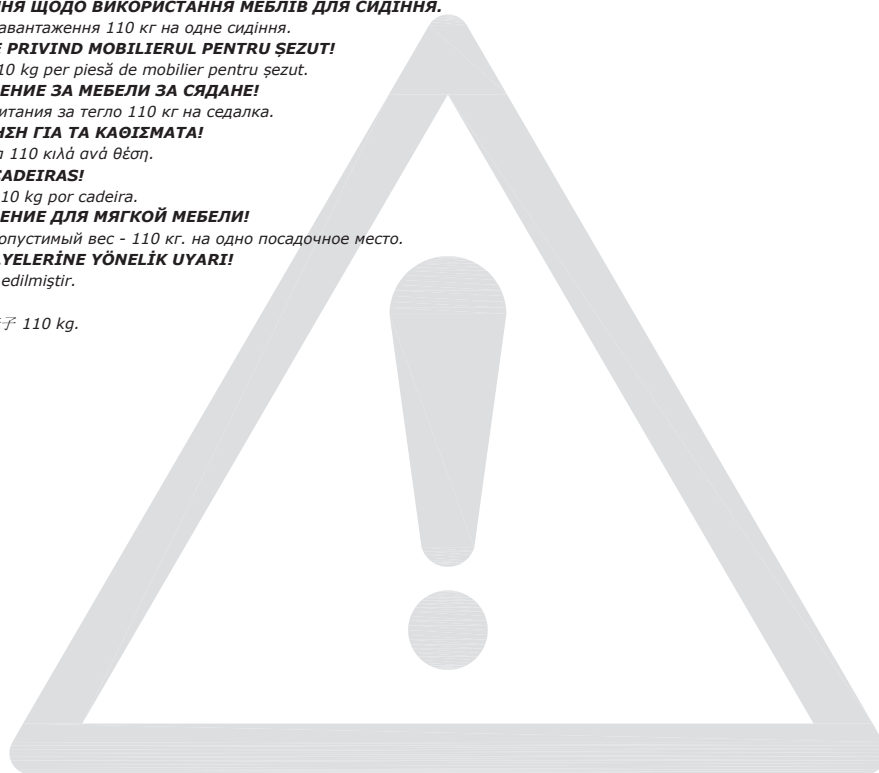 НЯ ЩОДО ВИКОРИСТАННЯ МЕБЛІВ ДЛЯ СИДІННЯ.
авантаження 110 кг на одне сидіння.
PRIVIND MOBILIERUL PENTRU ȘEZUT!
10 kg per piesă de mobilier pentru șezut.
ЕНИЕ ЗА МЕБЕЛИ ЗА СЯДАНЕ!
итания за тегло 110 кг на седалка.
ΗΣΗ ΓΙΑ ΤΑ ΚΑΘΙΣΜΑΤΑ!
110 κιλά ανά θέση.
CADEIRAS!
10 kg por cadeira.
ЕНИЕ ДЛЯ МЯГКОЙ МЕБЕЛИ!
опустимый вес - 110 кг. на одно посадочное место.
YELERİNE YÖNELİK UYARI!
edilmiştir.
子 110 kg.